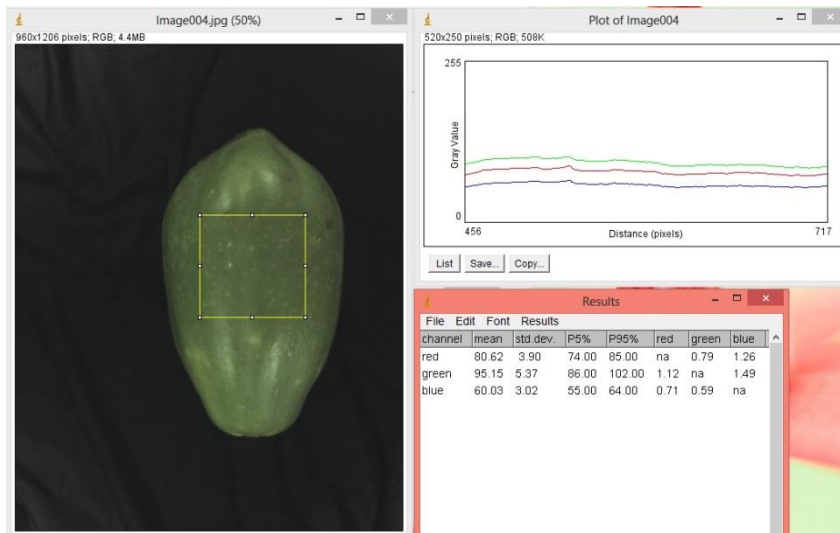 Image004.jpg (50%)
960x1206 pixels; RGB; 4.4MB
Plot of Image004
520x250 pixels; RGB; 508K
255
Gray Value
0
456
717
Distance (pixels)
List Save... Copy...
Results
File Edit Font Results
channel mean std.dev. P5% P95% red green blue
red 80.62 3.90 74.00 85.00 na 0.79 1.26
green 95.15 5.37 86.00 102.00 1.12 na 1.49
blue 60.03 3.02 55.00 64.00 0.71 0.59 na